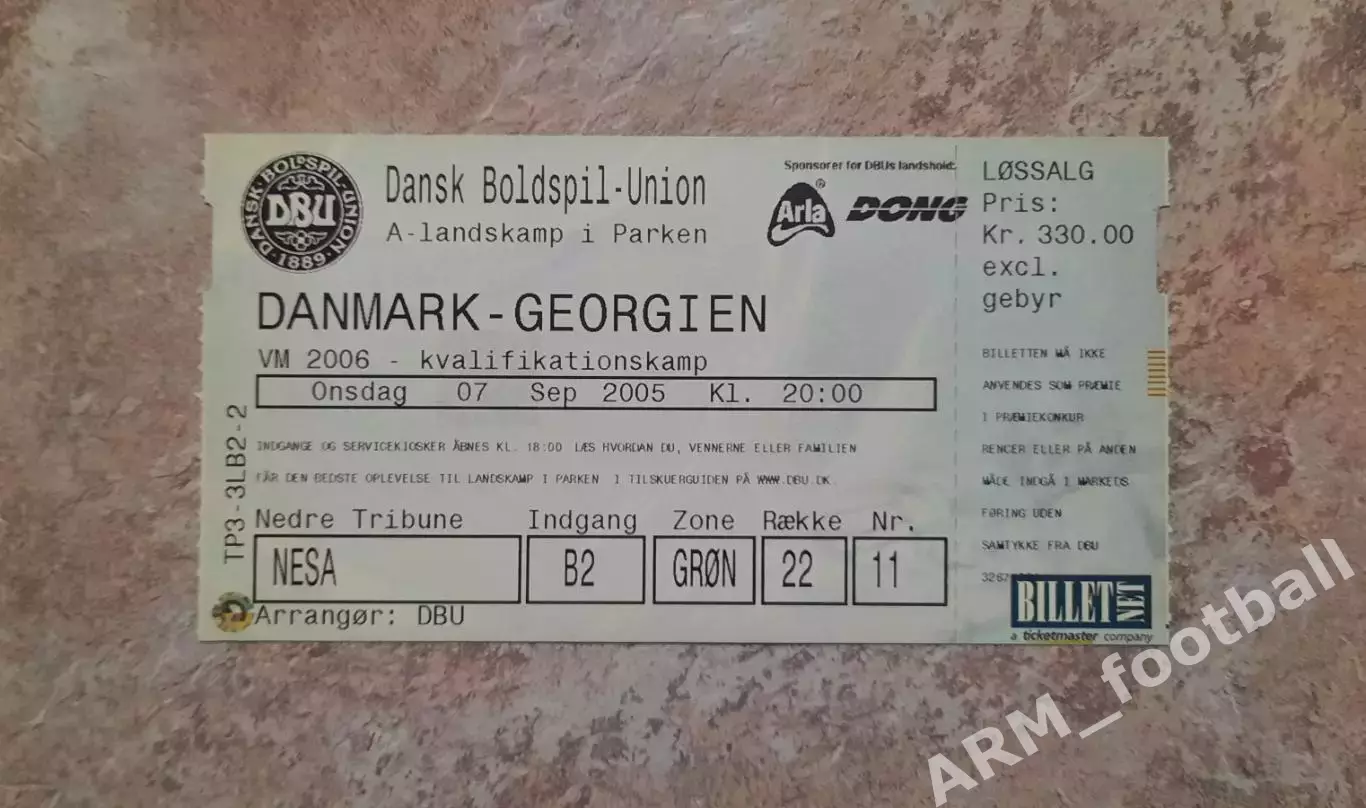 DANSK BOLDSPIL-UNION
DBU
1889
Dansk Boldspil-Union
A-landskamp i Parken
Sponsorer for DBUs landshold:
Arla®
DONG
DANMARK-GEORGIEN
VM 2006 - kvalifikationskamp
Onsdag 07 Sep 2005 Kl. 20:00
INDGANGE OG SERVICEKIOSKER ÅBNES KL. 18:00 LÆS HVORDAN DU, VENNERNE ELLER FAMILIEN
FÅR DEN BEDSTE OPLEVELSE TIL LANDSKAMP I PARKEN I TILSKUERGUIDEN PÅ WWW.DBU.DK.
Nedre Tribune Indgang Zone Række Nr.
NESA B2 GRØN 22 11
Arrangør: DBU
TP3-3LB2-2
LØSSALG
Pris:
Kr. 330.00
excl.
gebyr
BILLETTEN MÅ IKKE
ANVENDES SOM PRÆMIE
I PRÆMIEKONKUR
RENCER ELLER PÅ ANDEN
MÅDE INDGÅ I MARKEDS
FØRING UDEN
SAMTYKKE FRA DBU
BILLET NET
a ticketmaster company
ARM_football